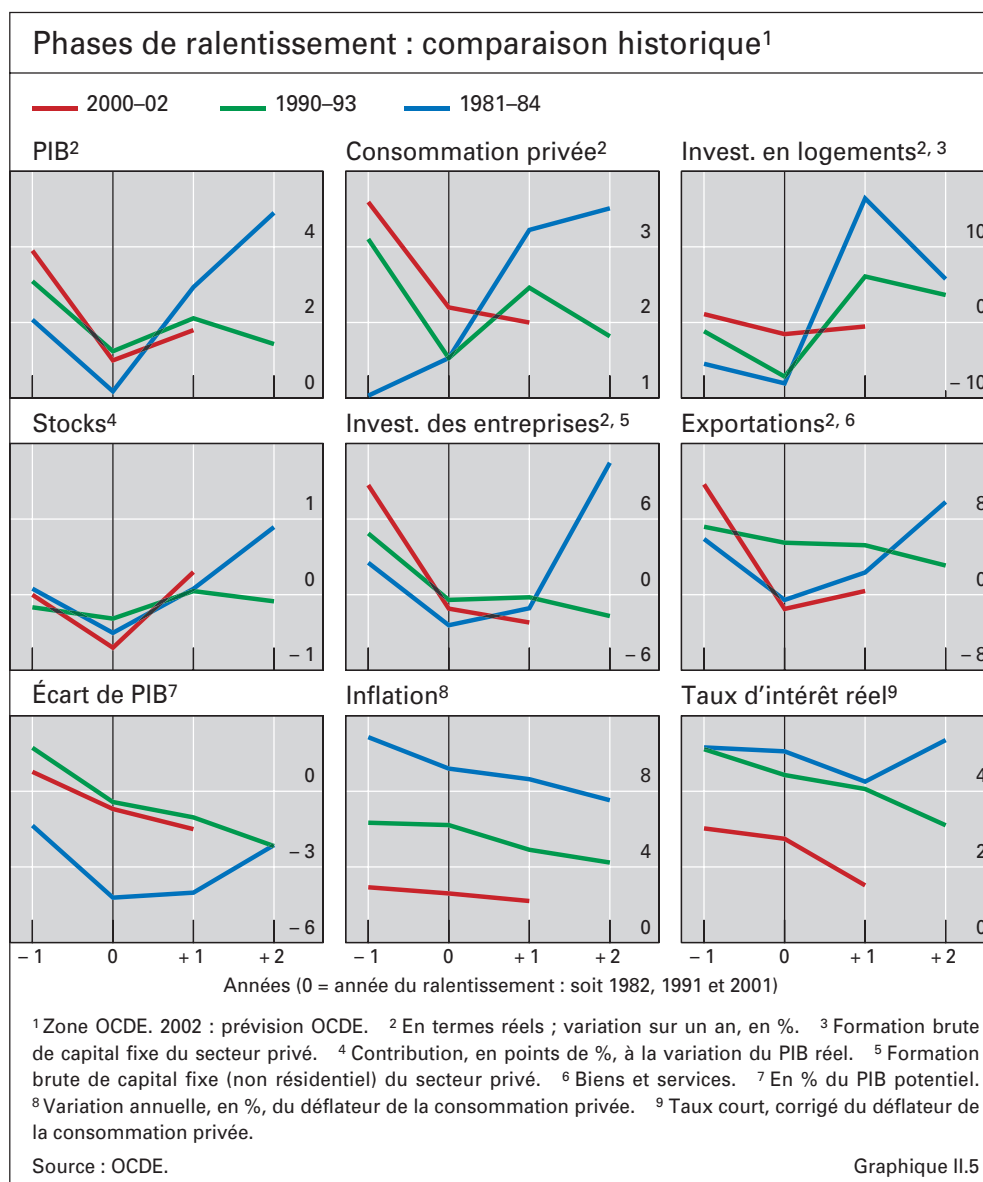 Phases de ralentissement : comparaison historique¹
2000–02 1990–93 1981–84
PIB² Consommation privée² Invest. en logements²,³
4 3 10
2 2 0
0 1 – 10
Stocks⁴ Invest. des entreprises²,⁵ Exportations²,⁶
1 6 8
0 0 0
– 1 – 6 – 8
Écart de PIB⁷ Inflation⁸ Taux d'intérêt réel⁹
0 8 4
– 3 4 2
– 6 0 0
– 1 0 + 1 + 2 – 1 0 + 1 + 2 – 1 0 + 1 + 2
Années (0 = année du ralentissement : soit 1982, 1991 et 2001)
¹ Zone OCDE. 2002 : prévision OCDE. ² En termes réels ; variation sur un an, en %. ³ Formation brute
de capital fixe du secteur privé. ⁴ Contribution, en points de %, à la variation du PIB réel. ⁵ Formation
brute de capital fixe (non résidentiel) du secteur privé. ⁶ Biens et services. ⁷ En % du PIB potentiel.
⁸ Variation annuelle, en %, du déflateur de la consommation privée. ⁹ Taux court, corrigé du déflateur de
la consommation privée.
Source : OCDE. Graphique II.5